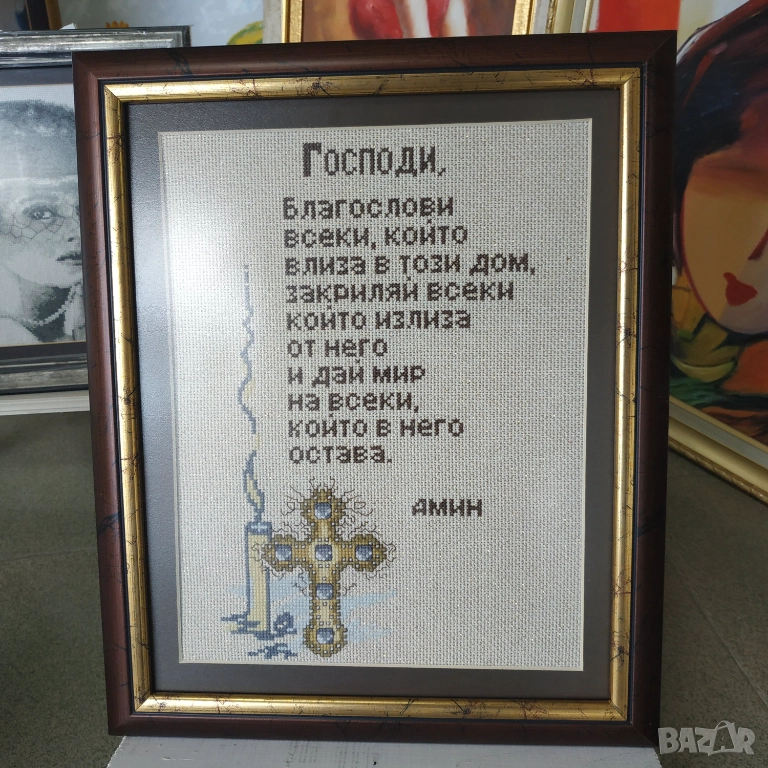 Господи,
Благослови
всеки, който
влиза в този дом,
закриляй всеки
който излиза
от него
и дай мир
на всеки,
който в него
остава.
амин
BAZAR